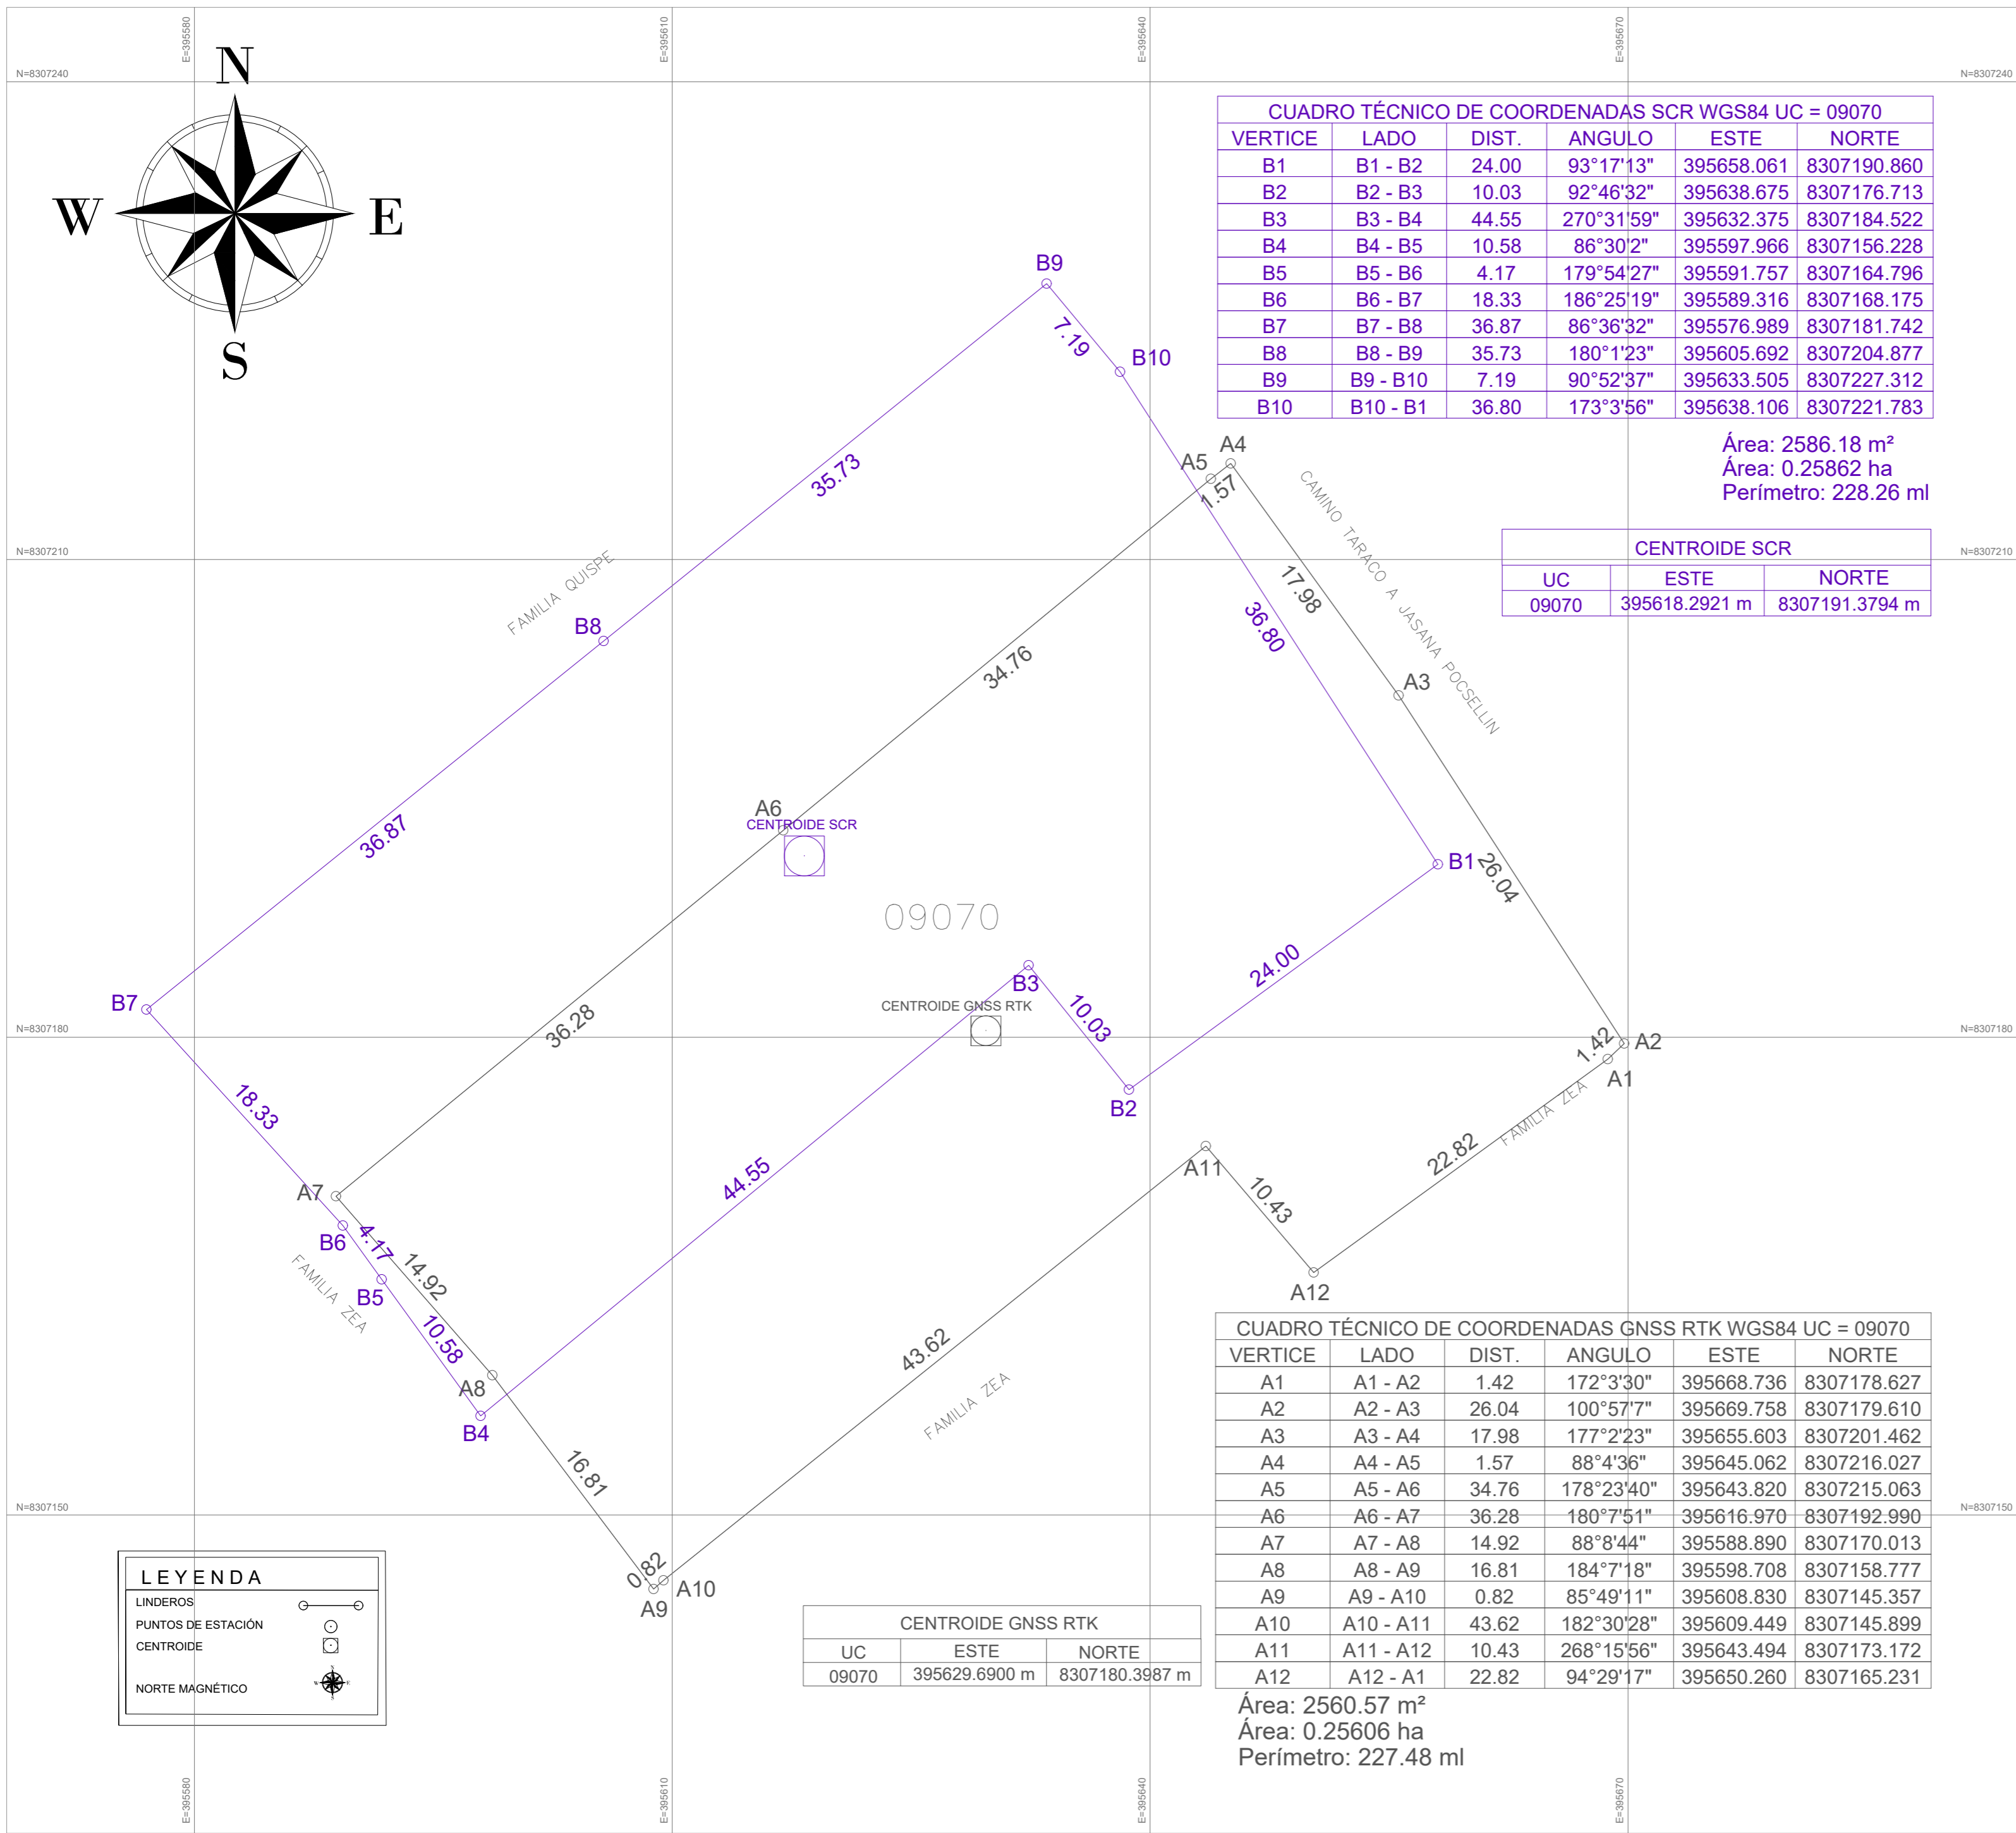 E=395580 E=395610 E=395640 E=395670
N=8307240 N=8307240
N
W E
S
CUADRO TÉCNICO DE COORDENADAS SCR WGS84 UC = 09070
VERTICE LADO DIST. ANGULO ESTE NORTE
B1 B1 - B2 24.00 93°17'13" 395658.061 8307190.860
B2 B2 - B3 10.03 92°46'32" 395638.675 8307176.713
B3 B3 - B4 44.55 270°31'59" 395632.375 8307184.522
B4 B4 - B5 10.58 86°30'2" 395597.966 8307156.228
B5 B5 - B6 4.17 179°54'27" 395591.757 8307164.796
B6 B6 - B7 18.33 186°25'19" 395589.316 8307168.175
B7 B7 - B8 36.87 86°36'32" 395576.989 8307181.742
B8 B8 - B9 35.73 180°1'23" 395605.692 8307204.877
B9 B9 - B10 7.19 90°52'37" 395633.505 8307227.312
B10 B10 - B1 36.80 173°3'56" 395638.106 8307221.783
Área: 2586.18 m²
Área: 0.25862 ha
Perímetro: 228.26 ml
CENTROIDE SCR
UC ESTE NORTE
09070 395618.2921 m 8307191.3794 m
B9
7.19
B10
35.73
A4
A5
1.57
CAMINO TARACO A JASANA POCSELLIN
N=8307210 N=8307210
FAMILIA QUISPE
17.98
36.80
B8
34.76
A3
A6
CENTROIDE SCR
36.87
B1
26.04
09070
24.00
B3
B7
CENTROIDE GNSS RTK
10.03
36.28
N=8307180 N=8307180
1.42
A2
A1
18.33
B2
FAMILIA ZEA
22.82
A11
44.55
A7
10.43
B6
4.17
14.92
FAMILIA ZEA
A12
B5
10.58
43.62
A8
FAMILIA ZEA
B4
16.81
N=8307150 N=8307150
0.82
A10
A9
CUADRO TÉCNICO DE COORDENADAS GNSS RTK WGS84 UC = 09070
VERTICE LADO DIST. ANGULO ESTE NORTE
A1 A1 - A2 1.42 172°3'30" 395668.736 8307178.627
A2 A2 - A3 26.04 100°57'7" 395669.758 8307179.610
A3 A3 - A4 17.98 177°2'23" 395655.603 8307201.462
A4 A4 - A5 1.57 88°4'36" 395645.062 8307216.027
A5 A5 - A6 34.76 178°23'40" 395643.820 8307215.063
A6 A6 - A7 36.28 180°7'51" 395616.970 8307192.990
A7 A7 - A8 14.92 88°8'44" 395588.890 8307170.013
A8 A8 - A9 16.81 184°7'18" 395598.708 8307158.777
A9 A9 - A10 0.82 85°49'11" 395608.830 8307145.357
A10 A10 - A11 43.62 182°30'28" 395609.449 8307145.899
A11 A11 - A12 10.43 268°15'56" 395643.494 8307173.172
A12 A12 - A1 22.82 94°29'17" 395650.260 8307165.231
Área: 2560.57 m²
Área: 0.25606 ha
Perímetro: 227.48 ml
CENTROIDE GNSS RTK
UC ESTE NORTE
09070 395629.6900 m 8307180.3987 m
LEYENDA
LINDEROS
PUNTOS DE ESTACIÓN
CENTROIDE
NORTE MAGNÉTICO
N
W E
S
E=395580 E=395610 E=395640 E=395670